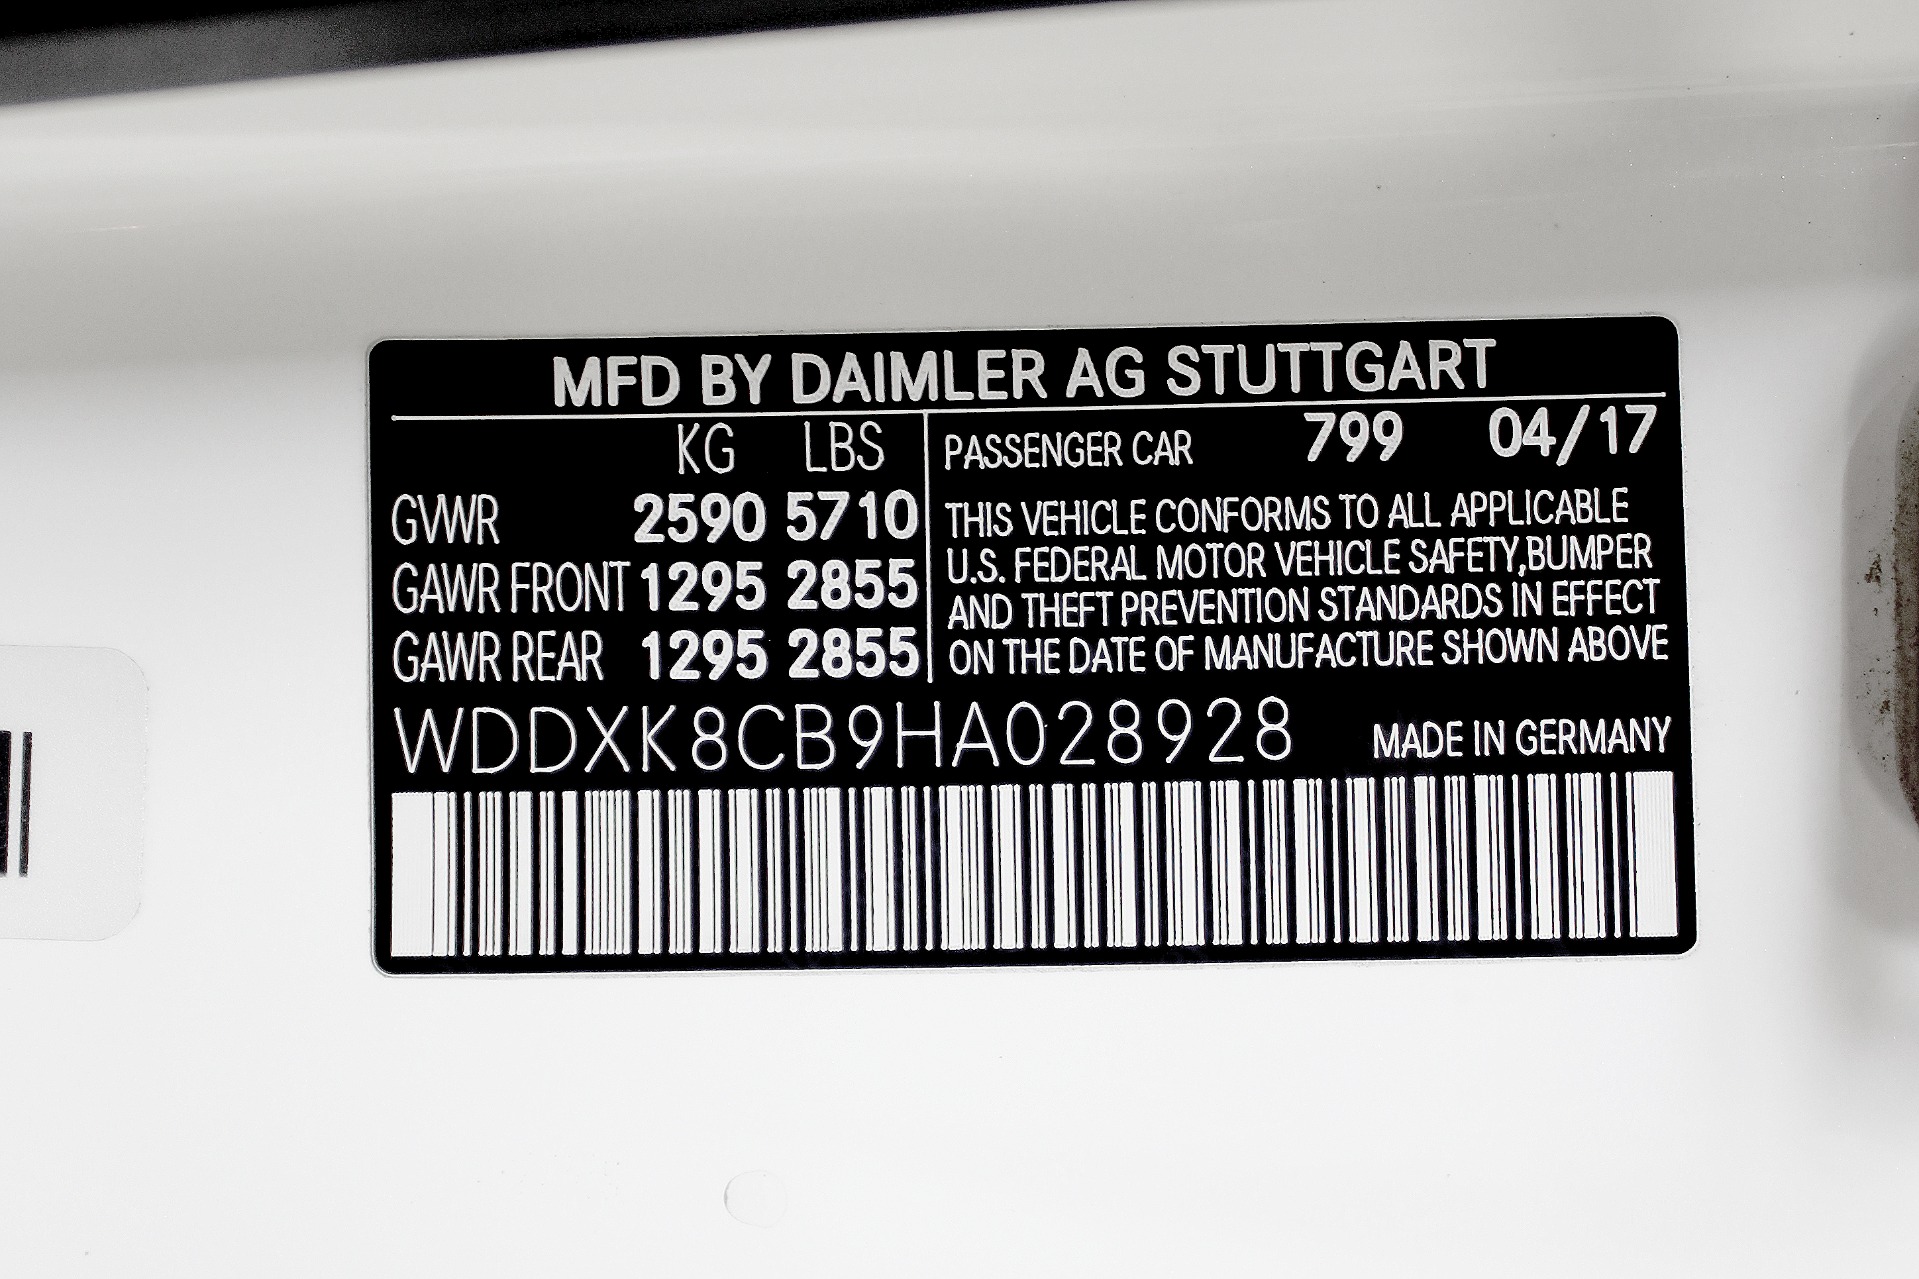 MFD BY DAIMLER AG STUTTGART
KG LBS
GVWR 2590 5710
GAWR FRONT 1295 2855
GAWR REAR 1295 2855
PASSENGER CAR 799 04/17
THIS VEHICLE CONFORMS TO ALL APPLICABLE
U.S. FEDERAL MOTOR VEHICLE SAFETY,BUMPER
AND THEFT PREVENTION STANDARDS IN EFFECT
ON THE DATE OF MANUFACTURE SHOWN ABOVE
WDDXK8CB9HA028928 MADE IN GERMANY